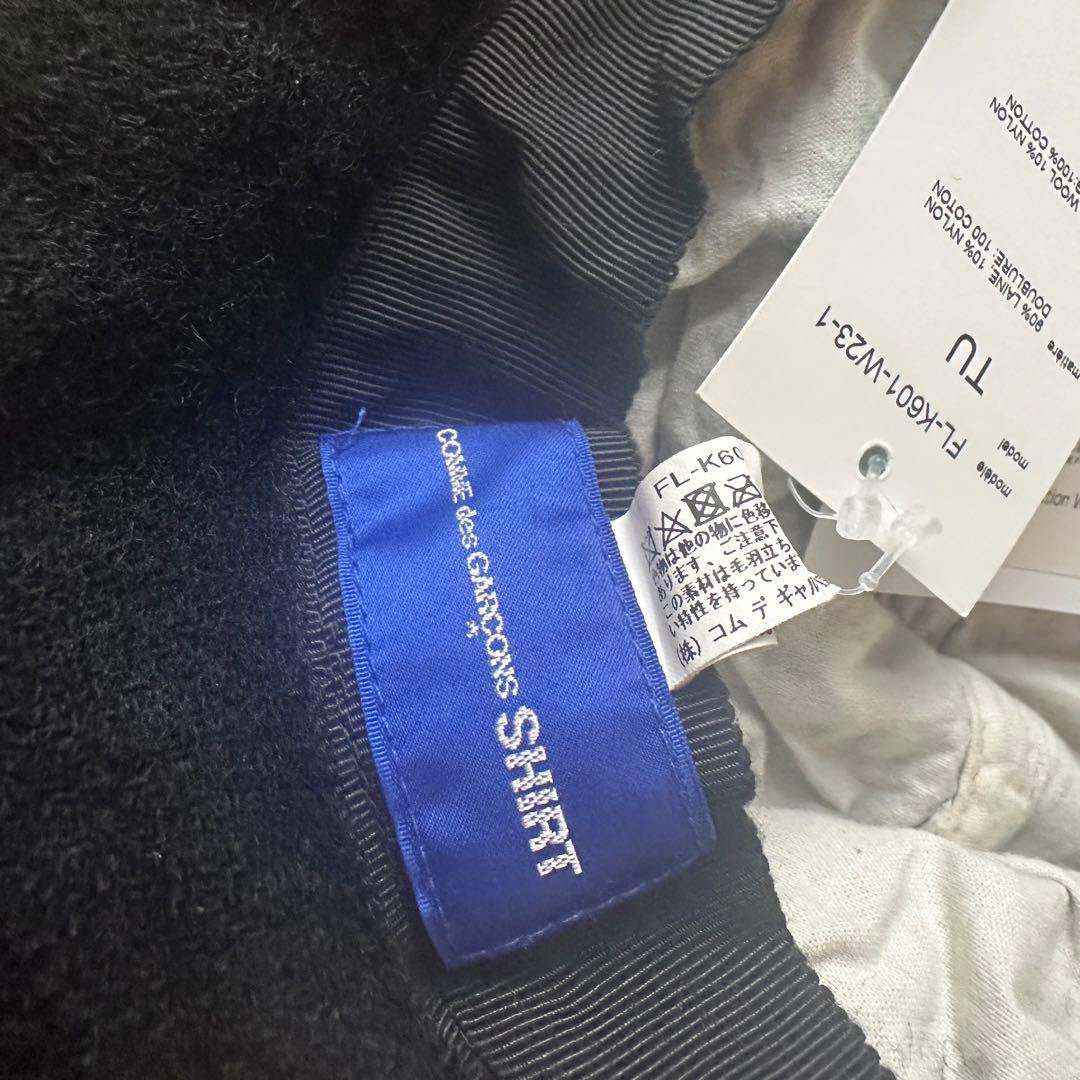 COMME des GARÇONS SHIRT
FL-K60
物は他の物に色移
あります、ご注意下
この素材は毛羽立ち
い特性を持っていま
(株) コム デ ギャルソ
modèle
model
FL-K601-W23-1
TU
matière
90% LAINE, 10% NYLON
DOUBLURE: 100 COTON
WOOL 10% NYLON
100% COTTON